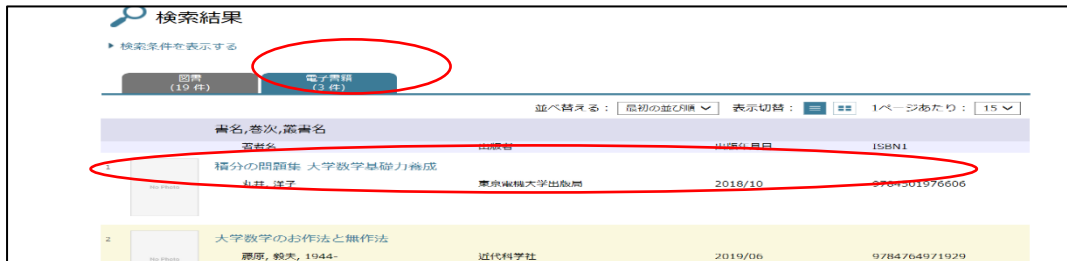 検索結果
検索条件を表示する
図書 電子書籍
(19 件) (3 件)
並べ替える： 最初の並び順 表示切替： 1ページあたり： 15
書名,巻次,叢書名
著者名 出版者 出版年月日 ISBN1
1 積分の問題集 大学数学基礎力養成
No Photo 丸井, 洋子 東京電機大学出版局 2018/10 9784501976606
2 大学数学のお作法と無作法
No Photo 藤原, 毅夫, 1944- 近代科学社 2019/06 9784764971929